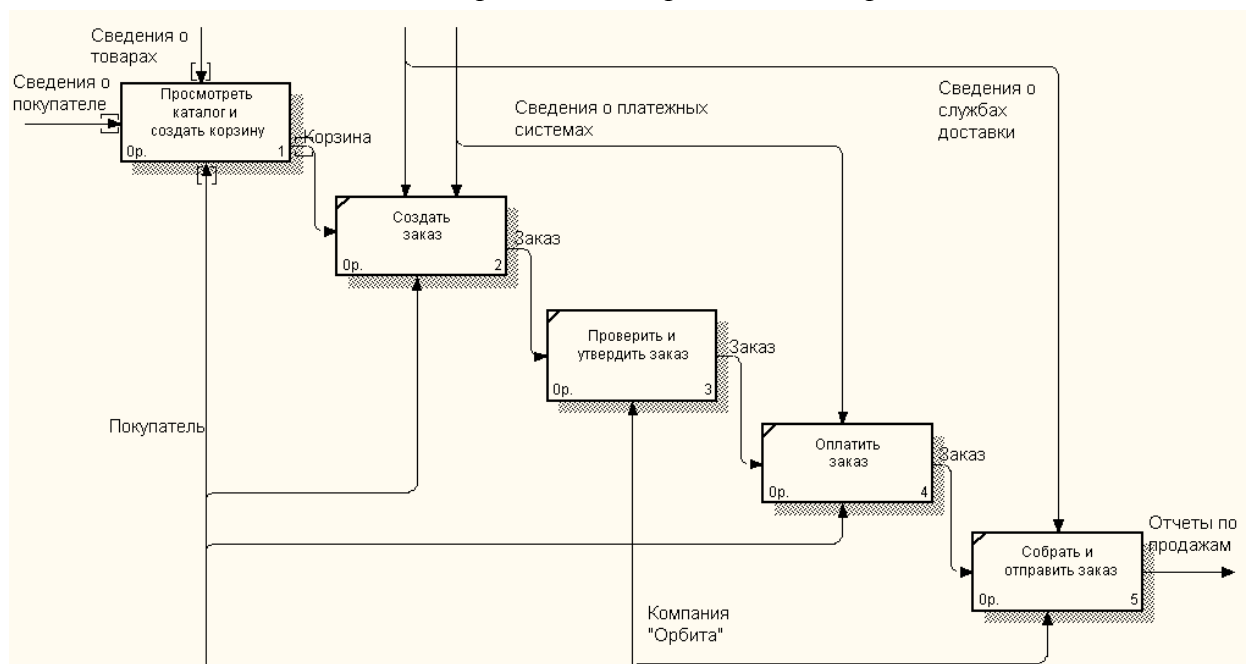 Сведения о
товарах
Сведения о
покупателе
Просмотреть
каталог и
создать корзину
0р. 1
Корзина
Сведения о платежных
системах
Сведения о
службах
доставки
Создать
заказ
0р. 2
Заказ
Проверить и
утвердить заказ
0р. 3
Заказ
Покупатель
Оплатить
заказ
0р. 4
Заказ
Собрать и
отправить заказ
0р. 5
Отчеты по
продажам
Компания
"Орбита"